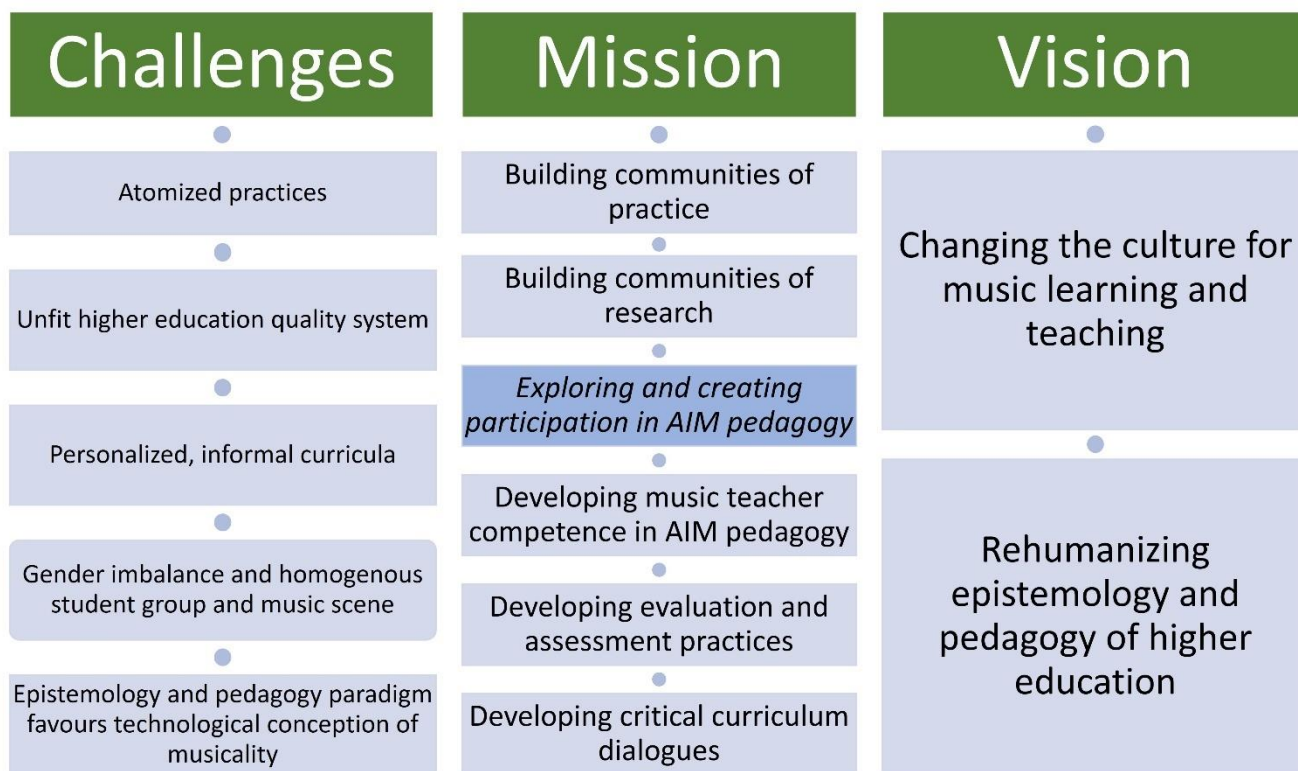 Challenges
Atomized practices
Unfit higher education quality system
Personalized, informal curricula
Gender imbalance and homogenous
student group and music scene
Epistemology and pedagogy paradigm
favours technological conception of
musicality
Mission
Building communities of
practice
Building communities of
research
Exploring and creating
participation in AIM pedagogy
Developing music teacher
competence in AIM pedagogy
Developing evaluation and
assessment practices
Developing critical curriculum
dialogues
Vision
Changing the culture for
music learning and
teaching
Rehumanizing
epistemology and
pedagogy of higher
education